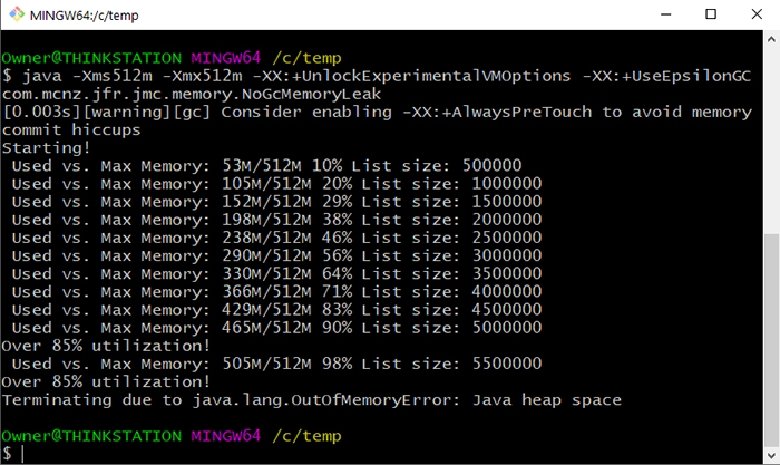 MINGW64:/c/temp
Owner@THINKSTATION MINGW64 /c/temp
$ java -Xms512m -Xmx512m -XX:+UnlockExperimentalVMOptions -XX:+UseEpsilonGC
com.mcnz.jfr.jmc.memory.NoGcMemoryLeak
[0.003s][warning][gc] Consider enabling -XX:+AlwaysPreTouch to avoid memory
commit hiccups
Starting!
Used vs. Max Memory: 53M/512M 10% List size: 500000
Used vs. Max Memory: 105M/512M 20% List size: 1000000
Used vs. Max Memory: 152M/512M 29% List size: 1500000
Used vs. Max Memory: 198M/512M 38% List size: 2000000
Used vs. Max Memory: 238M/512M 46% List size: 2500000
Used vs. Max Memory: 290M/512M 56% List size: 3000000
Used vs. Max Memory: 330M/512M 64% List size: 3500000
Used vs. Max Memory: 366M/512M 71% List size: 4000000
Used vs. Max Memory: 429M/512M 83% List size: 4500000
Used vs. Max Memory: 465M/512M 90% List size: 5000000
Over 85% utilization!
Used vs. Max Memory: 505M/512M 98% List size: 5500000
Over 85% utilization!
Terminating due to java.lang.OutOfMemoryError: Java heap space
Owner@THINKSTATION MINGW64 /c/temp
$